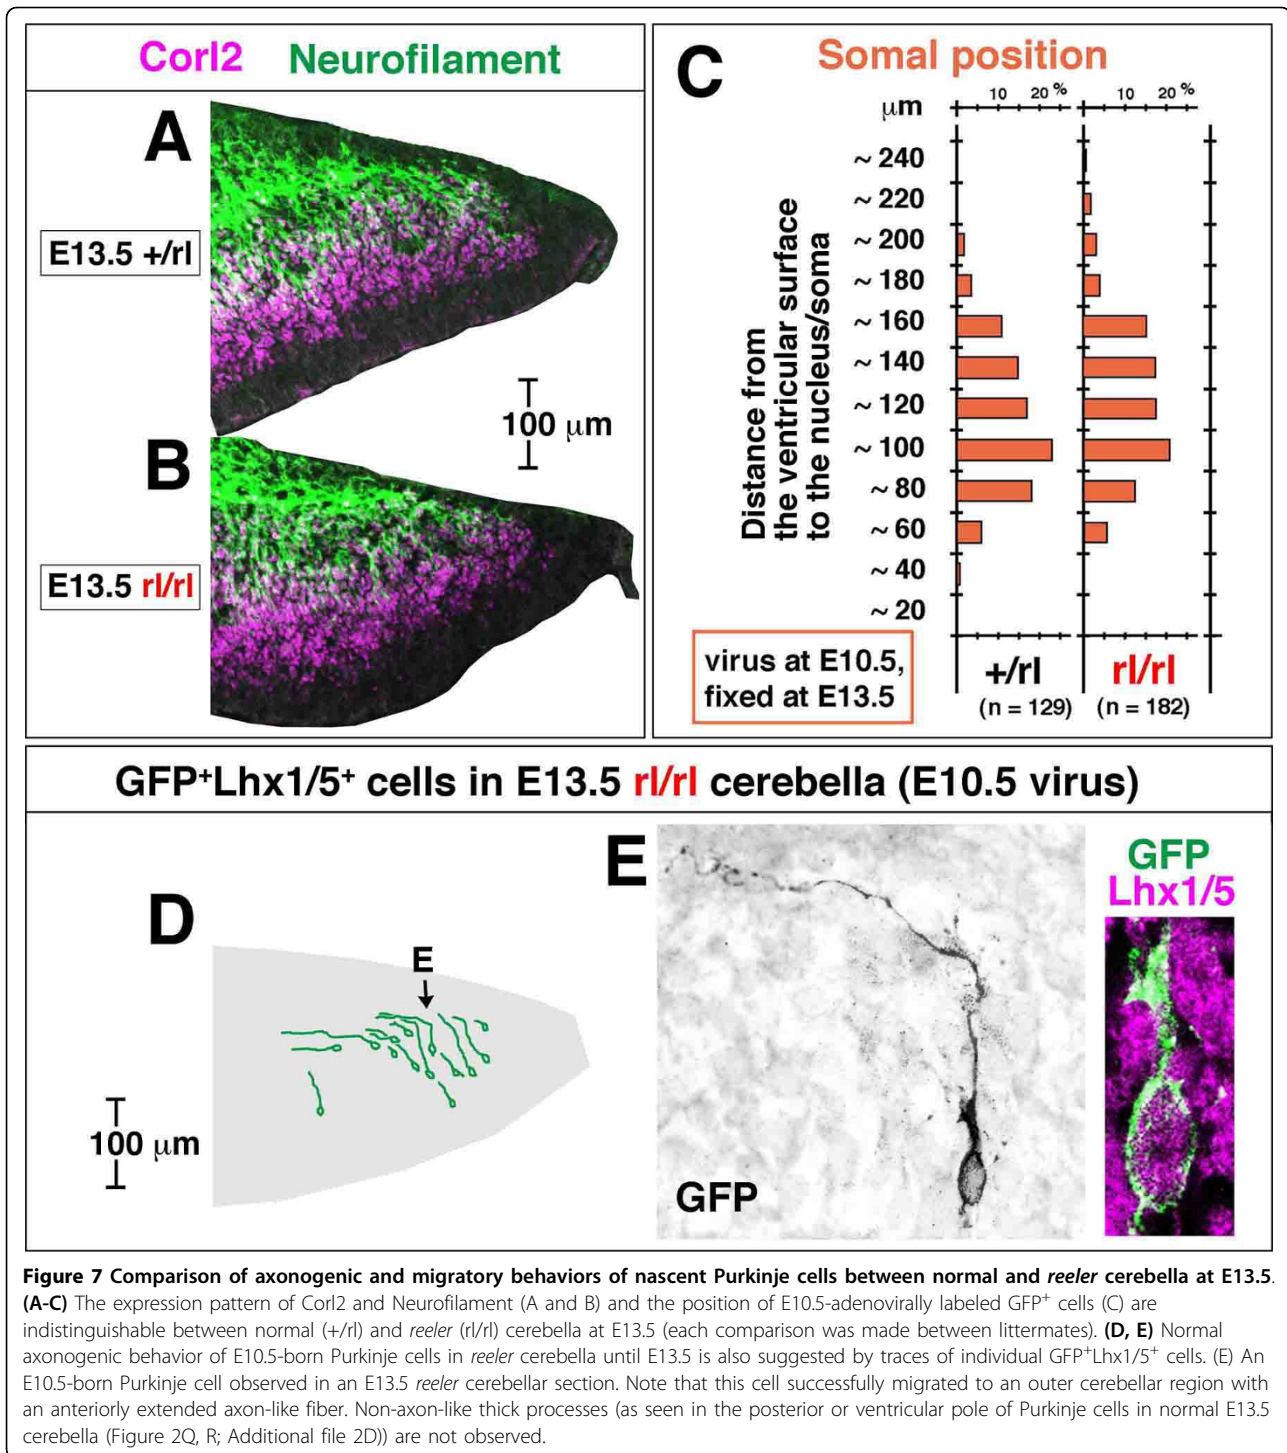 Corl2 Neurofilament
A
E13.5 +/rl
100 µm
B
E13.5 rl/rl
C
Somal position
10 20 %
10 20 %
µm
~ 240
~ 220
~ 200
~ 180
~ 160
~ 140
~ 120
~ 100
~ 80
~ 60
~ 40
~ 20
Distance from
the ventricular surface
to the nucleus/soma
virus at E10.5,
fixed at E13.5
+/rl
(n = 129)
rl/rl
(n = 182)
GFP⁺Lhx1/5⁺ cells in E13.5 rl/rl cerebella (E10.5 virus)
D
E
100 µm
E
GFP
GFP
Lhx1/5
Figure 7 Comparison of axonogenic and migratory behaviors of nascent Purkinje cells between normal and reeler cerebella at E13.5.
(A-C) The expression pattern of Corl2 and Neurofilament (A and B) and the position of E10.5-adenovirally labeled GFP⁺ cells (C) are
indistinguishable between normal (+/rl) and reeler (rl/rl) cerebella at E13.5 (each comparison was made between littermates). (D, E) Normal
axonogenic behavior of E10.5-born Purkinje cells in reeler cerebella until E13.5 is also suggested by traces of individual GFP⁺Lhx1/5⁺ cells. (E) An
E10.5-born Purkinje cell observed in an E13.5 reeler cerebellar section. Note that this cell successfully migrated to an outer cerebellar region with
an anteriorly extended axon-like fiber. Non-axon-like thick processes (as seen in the posterior or ventricular pole of Purkinje cells in normal E13.5
cerebella (Figure 2Q, R; Additional file 2D)) are not observed.